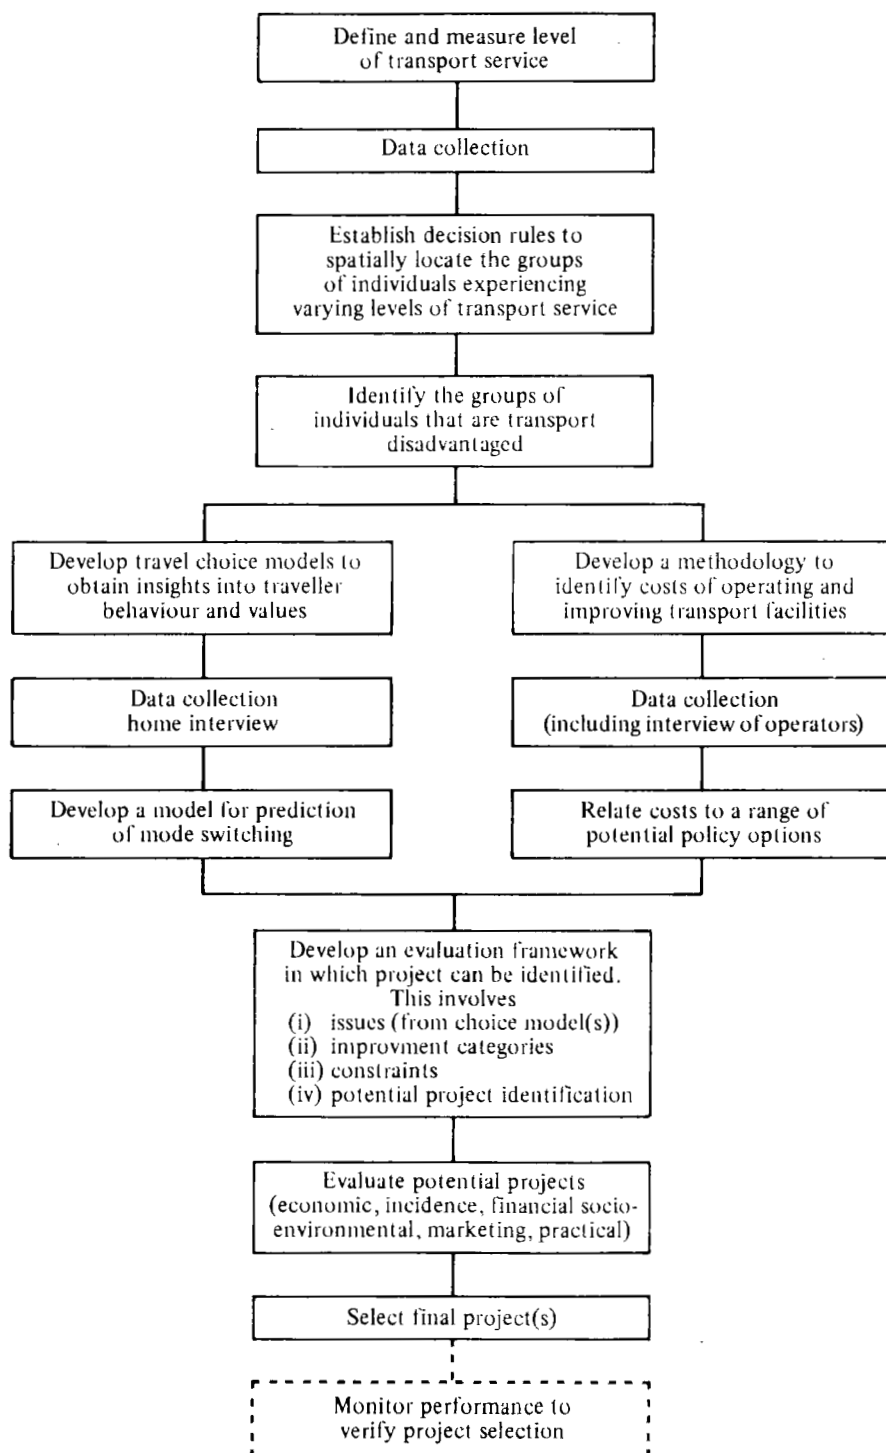 Define and measure level
of transport service
Data collection
Establish decision rules to
spatially locate the groups
of individuals experiencing
varying levels of transport service
Identify the groups of
individuals that are transport
disadvantaged
Develop travel choice models to
obtain insights into traveller
behaviour and values
Data collection
home interview
Develop a model for prediction
of mode switching
Develop a methodology to
identify costs of operating and
improving transport facilities
Data collection
(including interview of operators)
Relate costs to a range of
potential policy options
Develop an evaluation framework
in which project can be identified.
This involves
(i) issues (from choice model(s))
(ii) improvment categories
(iii) constraints
(iv) potential project identification
Evaluate potential projects
(economic, incidence, financial socio-
environmental, marketing, practical)
Select final project(s)
Monitor performance to
verify project selection